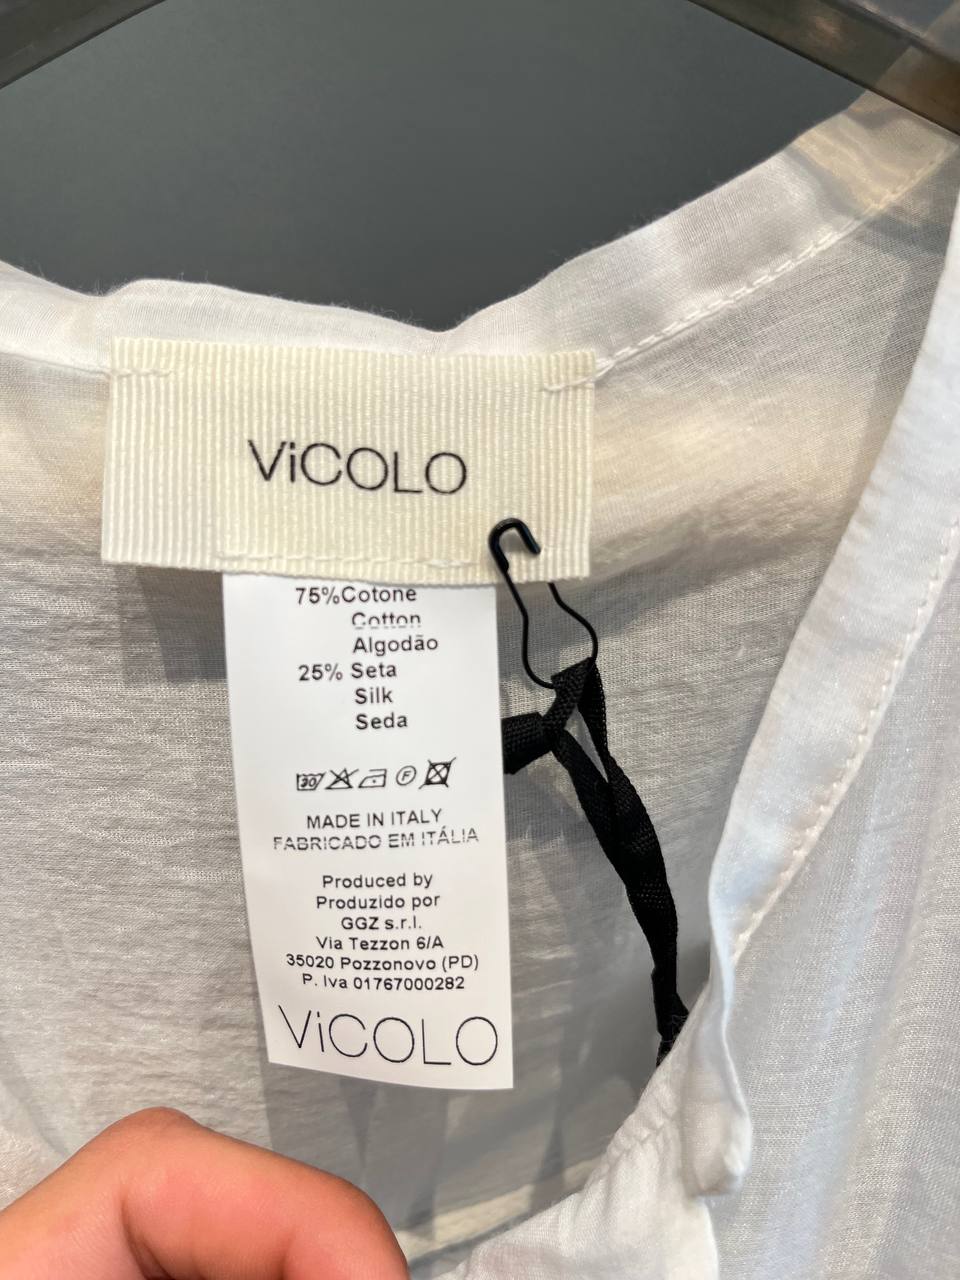 ViCOLO
75%Cotone
Cotton
Algodão
25% Seta
Silk
Seda
30 F
MADE IN ITALY
FABRICADO EM ITÁLIA
Produced by
Produzido por
GGZ s.r.l.
Via Tezzon 6/A
35020 Pozzonovo (PD)
P. Iva 01767000282
ViCOLO